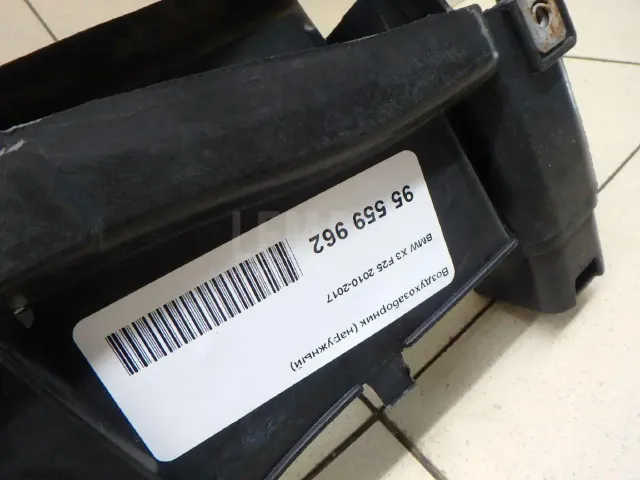 95 559 962
BMW X3 F25 2010-2017
Воздухозаборник (наружный)